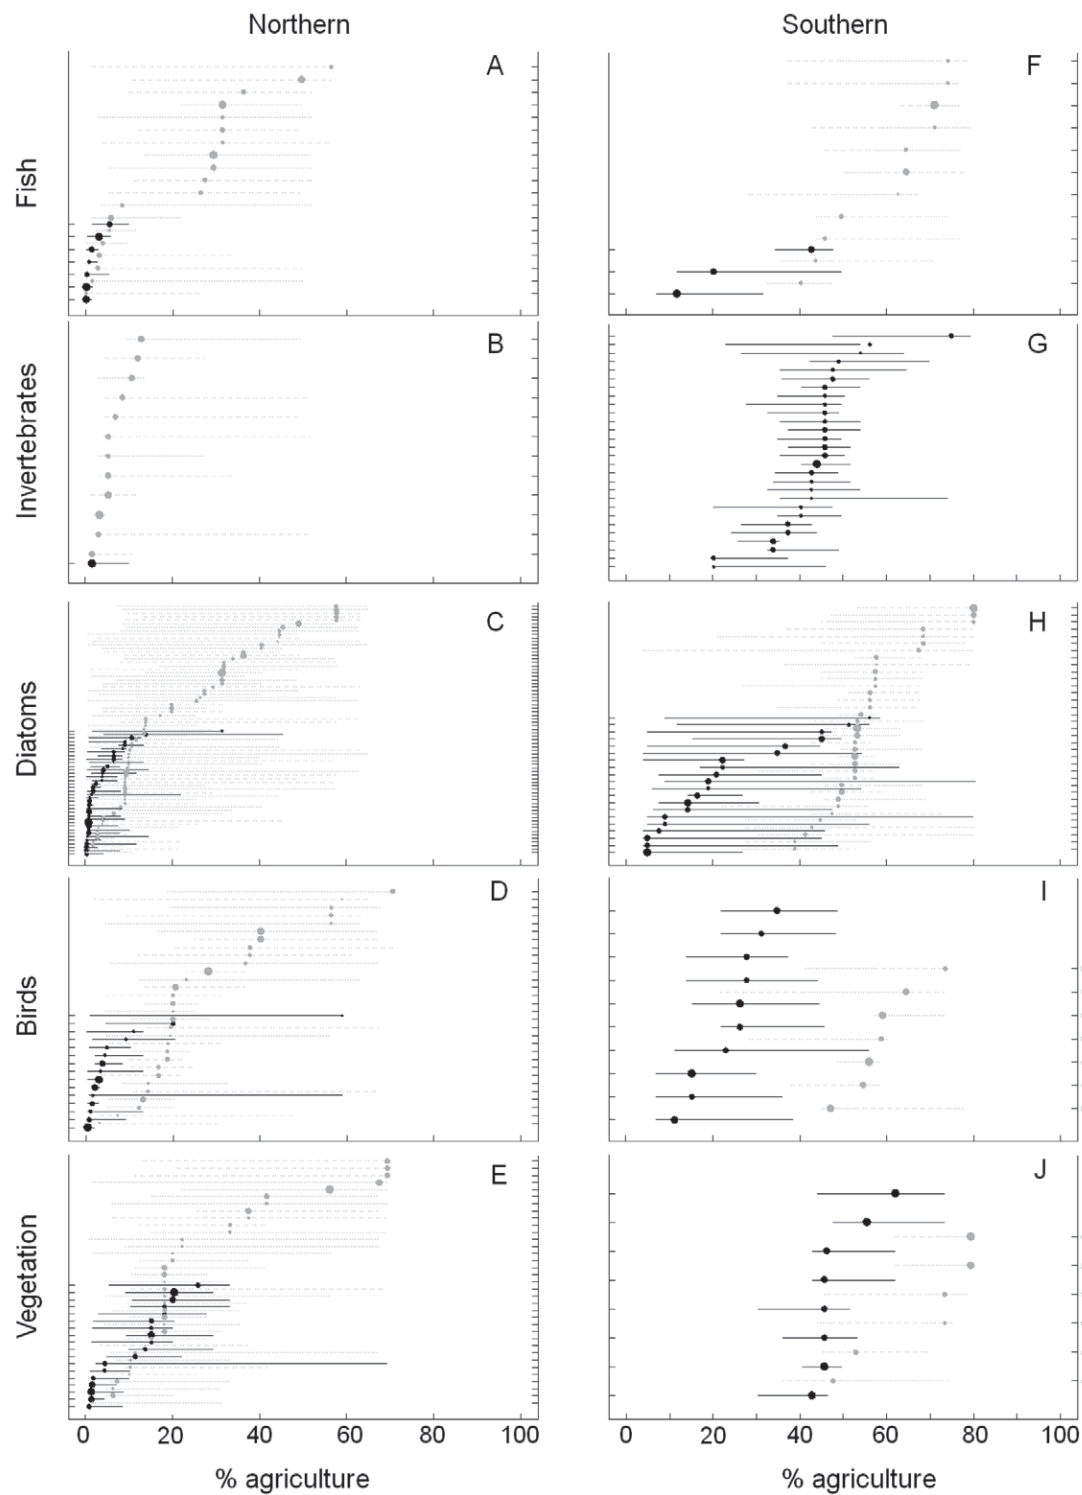 Northern Southern
Fish A F
Invertebrates B G
Diatoms C H
Birds D I
Vegetation E J
0 20 40 60 80 100 0 20 40 60 80 100
% agriculture % agriculture